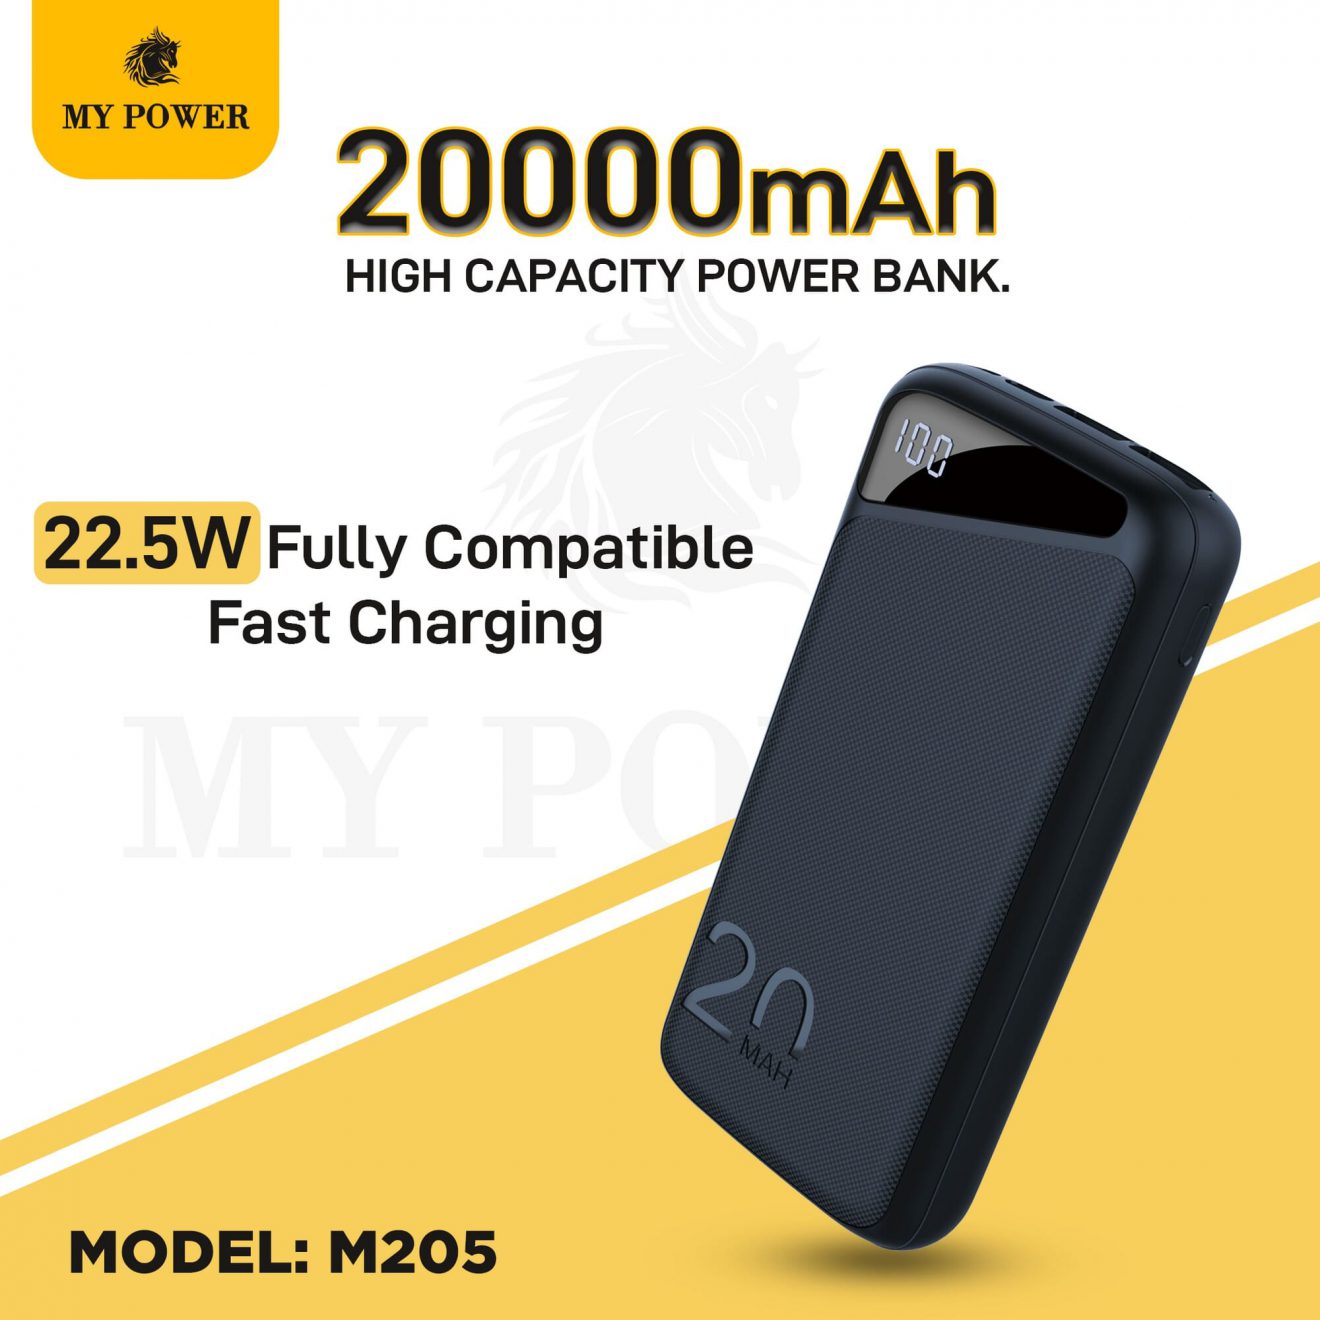 MY POWER
20000mAh
HIGH CAPACITY POWER BANK.
100
22.5W Fully Compatible
Fast Charging
MY PO
20
MAH
MODEL: M205